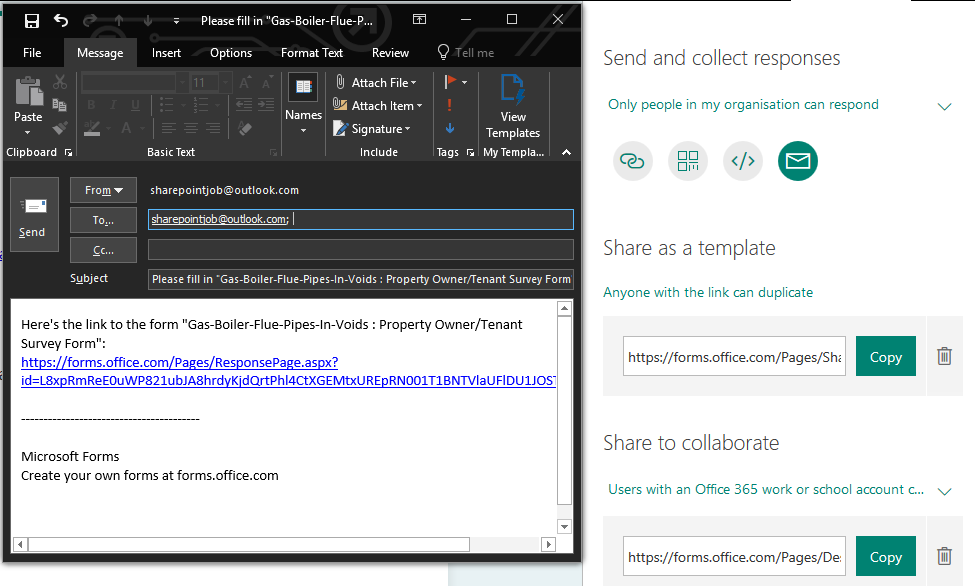 Please fill in "Gas-Boiler-Flue-P...
File Message Insert Options Format Text Review Tell me
Paste
Clipboard
11
B I U
A
Basic Text
Names
Attach File
Attach Item
Signature
Include
Tags
View
Templates
My Templa...
Send
From
sharepointjob@outlook.com
To...
sharepointjob@outlook.com;
Cc...
Subject
Please fill in "Gas-Boiler-Flue-Pipes-In-Voids : Property Owner/Tenant Survey Form
Here's the link to the form "Gas-Boiler-Flue-Pipes-In-Voids : Property Owner/Tenant
Survey Form":
https://forms.office.com/Pages/ResponsePage.aspx?
id=L8xpRmReE0uWP821ubJA8hrdyKjdQrtPhl4CtXGEMtxUREpRN001T1BNTVlaUFlDU1JOST
----------------------------------------
Microsoft Forms
Create your own forms at forms.office.com
Send and collect responses
Only people in my organisation can respond
Share as a template
Anyone with the link can duplicate
https://forms.office.com/Pages/Sha
Copy
Share to collaborate
Users with an Office 365 work or school account c...
https://forms.office.com/Pages/De
Copy